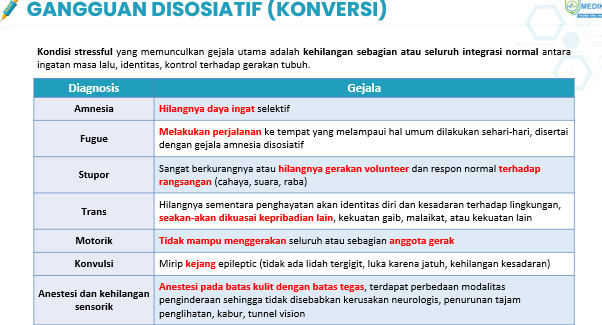 GANGGUAN DISOSIATIF (KONVERSI)
Kondisi stressful yang memunculkan gejala utama adalah kehilangan sebagian atau seluruh integrasi normal antara
ingatan masa lalu, identitas, kontrol terhadap gerakan tubuh.
Diagnosis
Gejala
Amnesia
Hilangnya daya ingat selektif
Fugue
Melakukan perjalanan ke tempat yang melampaui hal umum dilakukan sehari-hari, disertai
dengan gejala amnesia disosiatif
Stupor
Sangat berkurangnya atau hilangnya gerakan volunteer dan respon normal terhadap
rangsangan (cahaya, suara, raba)
Trans
Hilangnya sementara penghayatan akan identitas diri dan kesadaran terhadap lingkungan,
seakan-akan dikuasai kepribadian lain, kekuatan gaib, malaikat, atau kekuatan lain
Motorik
Tidak mampu menggerakan seluruh atau sebagian anggota gerak
Konvulsi
Mirip kejang epileptic (tidak ada lidah tergigit, luka karena jatuh, kehilangan kesadaran)
Anestesi dan kehilangan
sensorik
Anestesi pada batas kulit dengan batas tegas, terdapat perbedaan modalitas
penginderaan sehingga tidak disebabkan kerusakan neurologis, penurunan tajam
penglihatan, kabur, tunnel vision